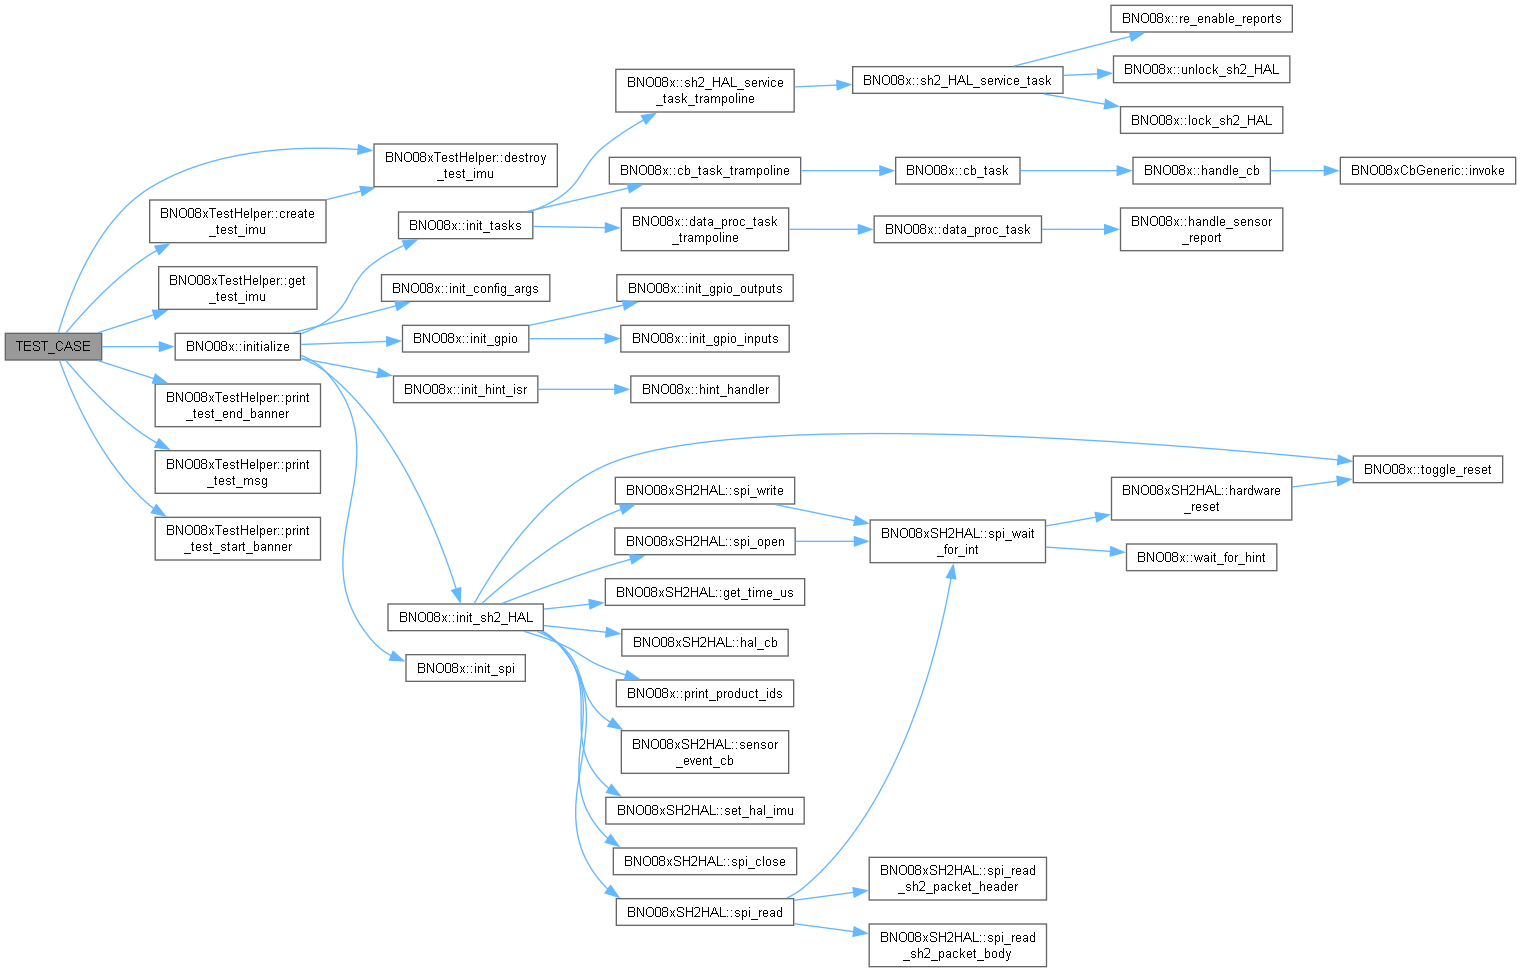 BNO08x::re_enable_reports
BNO08x::sh2_HAL_service
_task_trampoline
BNO08x::sh2_HAL_service_task
BNO08x::unlock_sh2_HAL
BNO08x::lock_sh2_HAL
BNO08xTestHelper::destroy
_test_imu
BNO08x::cb_task_trampoline
BNO08x::cb_task
BNO08x::handle_cb
BNO08xCbGeneric::invoke
BNO08xTestHelper::create
_test_imu
BNO08x::init_tasks
BNO08x::data_proc_task
_trampoline
BNO08x::data_proc_task
BNO08x::handle_sensor
_report
BNO08xTestHelper::get
_test_imu
BNO08x::init_config_args
BNO08x::init_gpio_outputs
TEST_CASE
BNO08x::initialize
BNO08x::init_gpio
BNO08x::init_gpio_inputs
BNO08xTestHelper::print
_test_end_banner
BNO08x::init_hint_isr
BNO08x::hint_handler
BNO08xTestHelper::print
_test_msg
BNO08x::toggle_reset
BNO08xSH2HAL::spi_write
BNO08xSH2HAL::hardware
_reset
BNO08xTestHelper::print
_test_start_banner
BNO08xSH2HAL::spi_open
BNO08xSH2HAL::spi_wait
_for_int
BNO08x::wait_for_hint
BNO08xSH2HAL::get_time_us
BNO08x::init_sh2_HAL
BNO08xSH2HAL::hal_cb
BNO08x::init_spi
BNO08x::print_product_ids
BNO08xSH2HAL::sensor
_event_cb
BNO08xSH2HAL::set_hal_imu
BNO08xSH2HAL::spi_close
BNO08xSH2HAL::spi_read
BNO08xSH2HAL::spi_read
_sh2_packet_header
BNO08xSH2HAL::spi_read
_sh2_packet_body